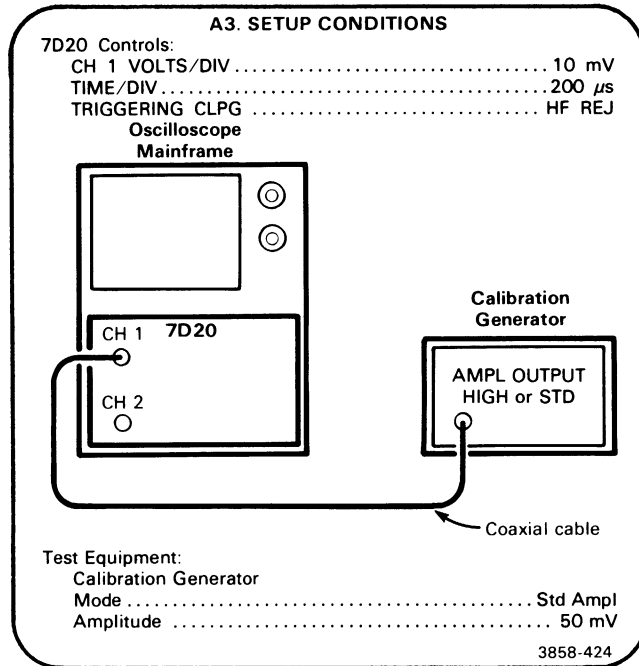 A3. SETUP CONDITIONS
7D20 Controls:
CH 1 VOLTS/DIV ........................................ 10 mV
TIME/DIV ................................................ 200 μs
TRIGGERING CLPG ................................. HF REJ
Oscilloscope
Mainframe
CH 1 7D20
CH 2
Calibration
Generator
AMPL OUTPUT
HIGH or STD
Coaxial cable
Test Equipment:
Calibration Generator
Mode .................................................. Std Ampl
Amplitude .............................................. 50 mV
3858-424